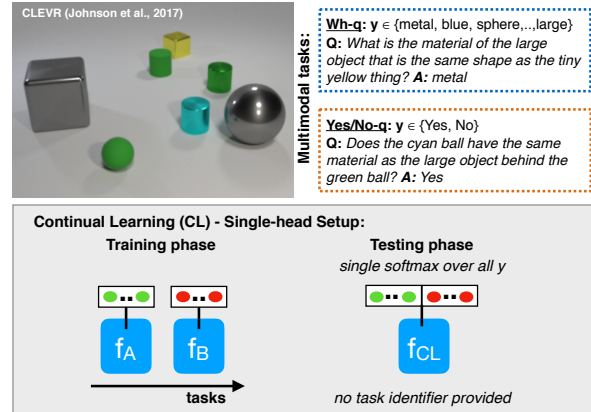 CLEVR (Johnson et al., 2017)
Multimodal tasks:
Wh-q: y ∈ {metal, blue, sphere,..,large}
Q: What is the material of the large
object that is the same shape as the tiny
yellow thing? A: metal
Yes/No-q: y ∈ {Yes, No}
Q: Does the cyan ball have the same
material as the large object behind the
green ball? A: Yes
Continual Learning (CL) - Single-head Setup:
Training phase
Testing phase
single softmax over all y
fA
fB
fCL
tasks
no task identifier provided